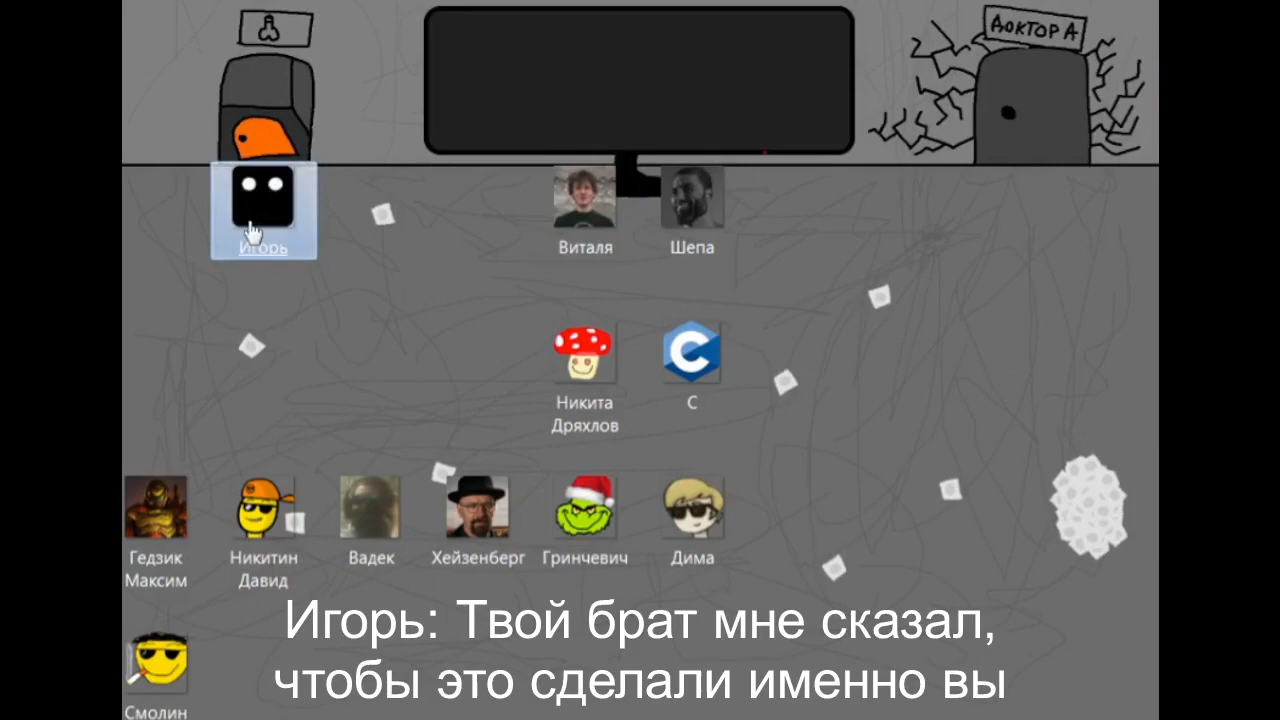 ДОКТОР А
Игорь
Виталя
Шепа
Никита
Дряхлов
C
Гедзик
Максим
Никитин
Давид
Вадек
Хейзенберг
Гринчевич
Дима
Смолин
Игорь: Твой брат мне сказал,
чтобы это сделали именно вы